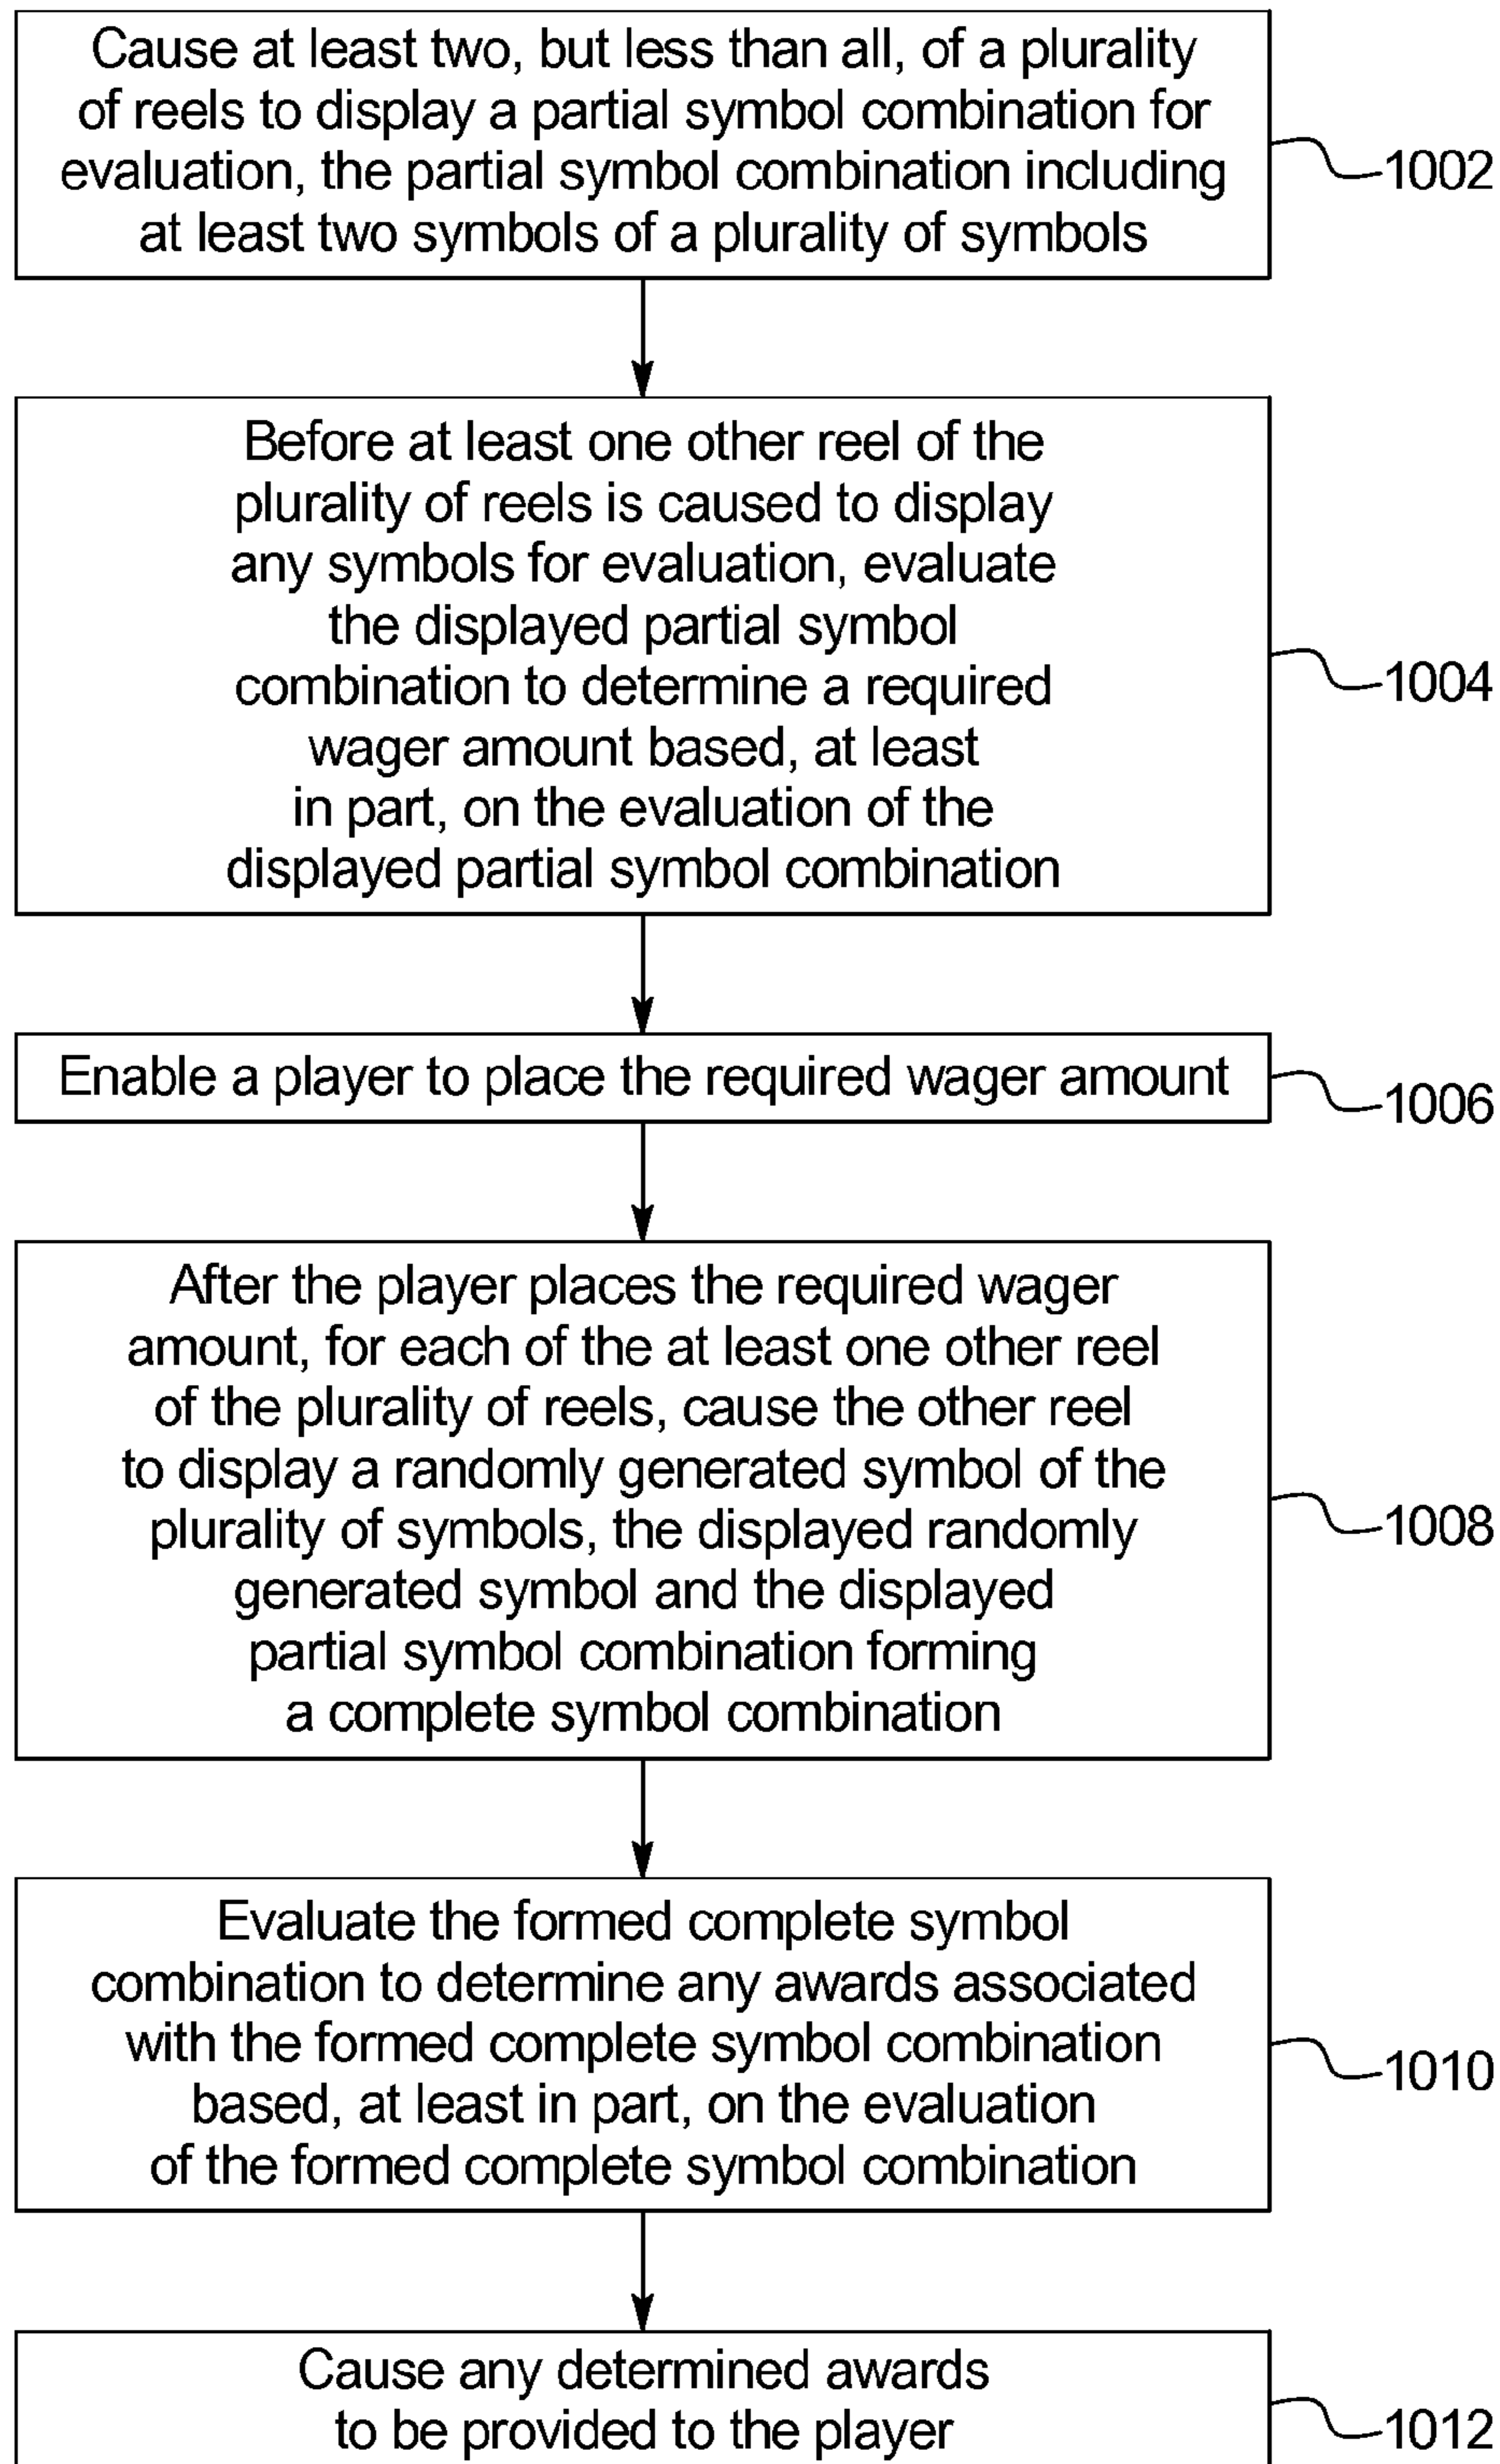 Cause at least two, but less than all, of a plurality
of reels to display a partial symbol combination for
evaluation, the partial symbol combination including
at least two symbols of a plurality of symbols
1002
Before at least one other reel of the
plurality of reels is caused to display
any symbols for evaluation, evaluate
the displayed partial symbol
combination to determine a required
wager amount based, at least
in part, on the evaluation of the
displayed partial symbol combination
1004
Enable a player to place the required wager amount
1006
After the player places the required wager
amount, for each of the at least one other reel
of the plurality of reels, cause the other reel
to display a randomly generated symbol of the
plurality of symbols, the displayed randomly
generated symbol and the displayed
partial symbol combination forming
a complete symbol combination
1008
Evaluate the formed complete symbol
combination to determine any awards associated
with the formed complete symbol combination
based, at least in part, on the evaluation
of the formed complete symbol combination
1010
Cause any determined awards
to be provided to the player
1012